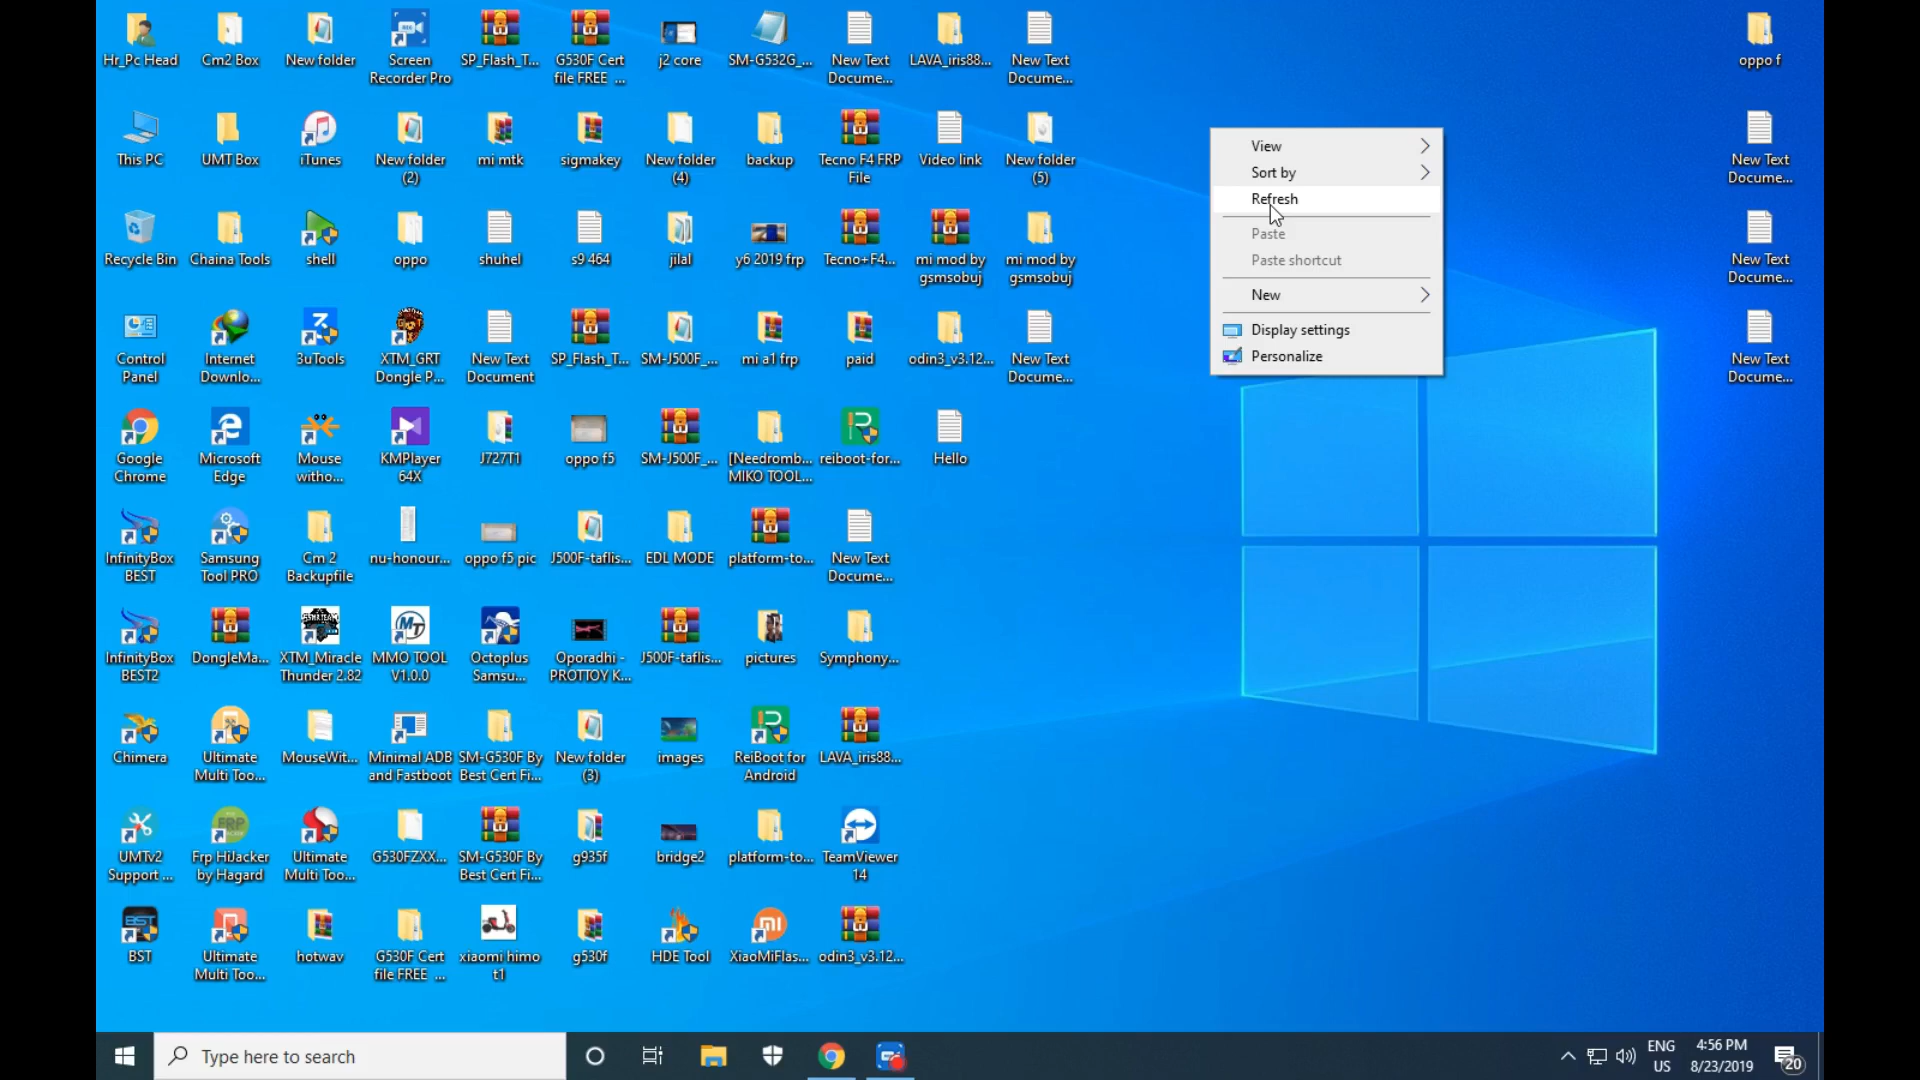 Hr_Pc Head
Cm2 Box
New folder
Screen
Recorder Pro
SP_Flash_T...
G530F Cert
file FREE ...
j2 core
SM-G532G_...
New Text
Docume...
LAVA_iris88...
New Text
Docume...
oppo f
This PC
UMT Box
iTunes
New folder
(2)
mi mtk
sigmakey
New folder
(4)
backup
Tecno F4 FRP
File
Video link
New folder
(5)
New Text
Docume...
Recycle Bin
Chaina Tools
shell
oppo
shuhel
s9 464
jilal
y6 2019 frp
Tecno+F4...
mi mod by
gsmsobuj
mi mod by
gsmsobuj
New Text
Docume...
Control
Panel
Internet
Downlo...
3uTools
XTM_GRT
Dongle P...
New Text
Document
SP_Flash_T...
SM-J500F_...
mi a1 frp
paid
odin3_v3.12...
New Text
Docume...
New Text
Docume...
Google
Chrome
Microsoft
Edge
Mouse
witho...
KMPlayer
64X
J727T1
oppo f5
SM-J500F_...
[Needromb...
MIKO TOOL...
reiboot-for...
Hello
InfinityBox
BEST
Samsung
Tool PRO
Cm 2
Backupfile
nu-honour...
oppo f5 pic
J500F-taflis...
EDL MODE
platform-to...
New Text
Docume...
InfinityBox
BEST2
DongleMa...
XTM_Miracle
Thunder 2.82
MMO TOOL
V1.0.0
Octoplus
Samsu...
Oporadhi -
PROTTOY K...
J500F-taflis...
pictures
Symphony...
Chimera
Ultimate
Multi Too...
MouseWit...
Minimal ADB
and Fastboot
SM-G530F By
Best Cert Fi...
New folder
(3)
images
ReiBoot for
Android
LAVA_iris88...
UMTv2
Support ...
Frp HiJacker
by Hagard
Ultimate
Multi Too...
G530FZXX...
SM-G530F By
Best Cert Fi...
g935f
bridge2
platform-to...
TeamViewer
14
BST
Ultimate
Multi Too...
hotwav
G530F Cert
file FREE ...
xiaomi himo
t1
g530f
HDE Tool
XiaoMiFlas...
odin3_v3.12...
View
Sort by
Refresh
Paste
Paste shortcut
New
Display settings
Personalize
Type here to search
ENG
US
4:56 PM
8/23/2019
20